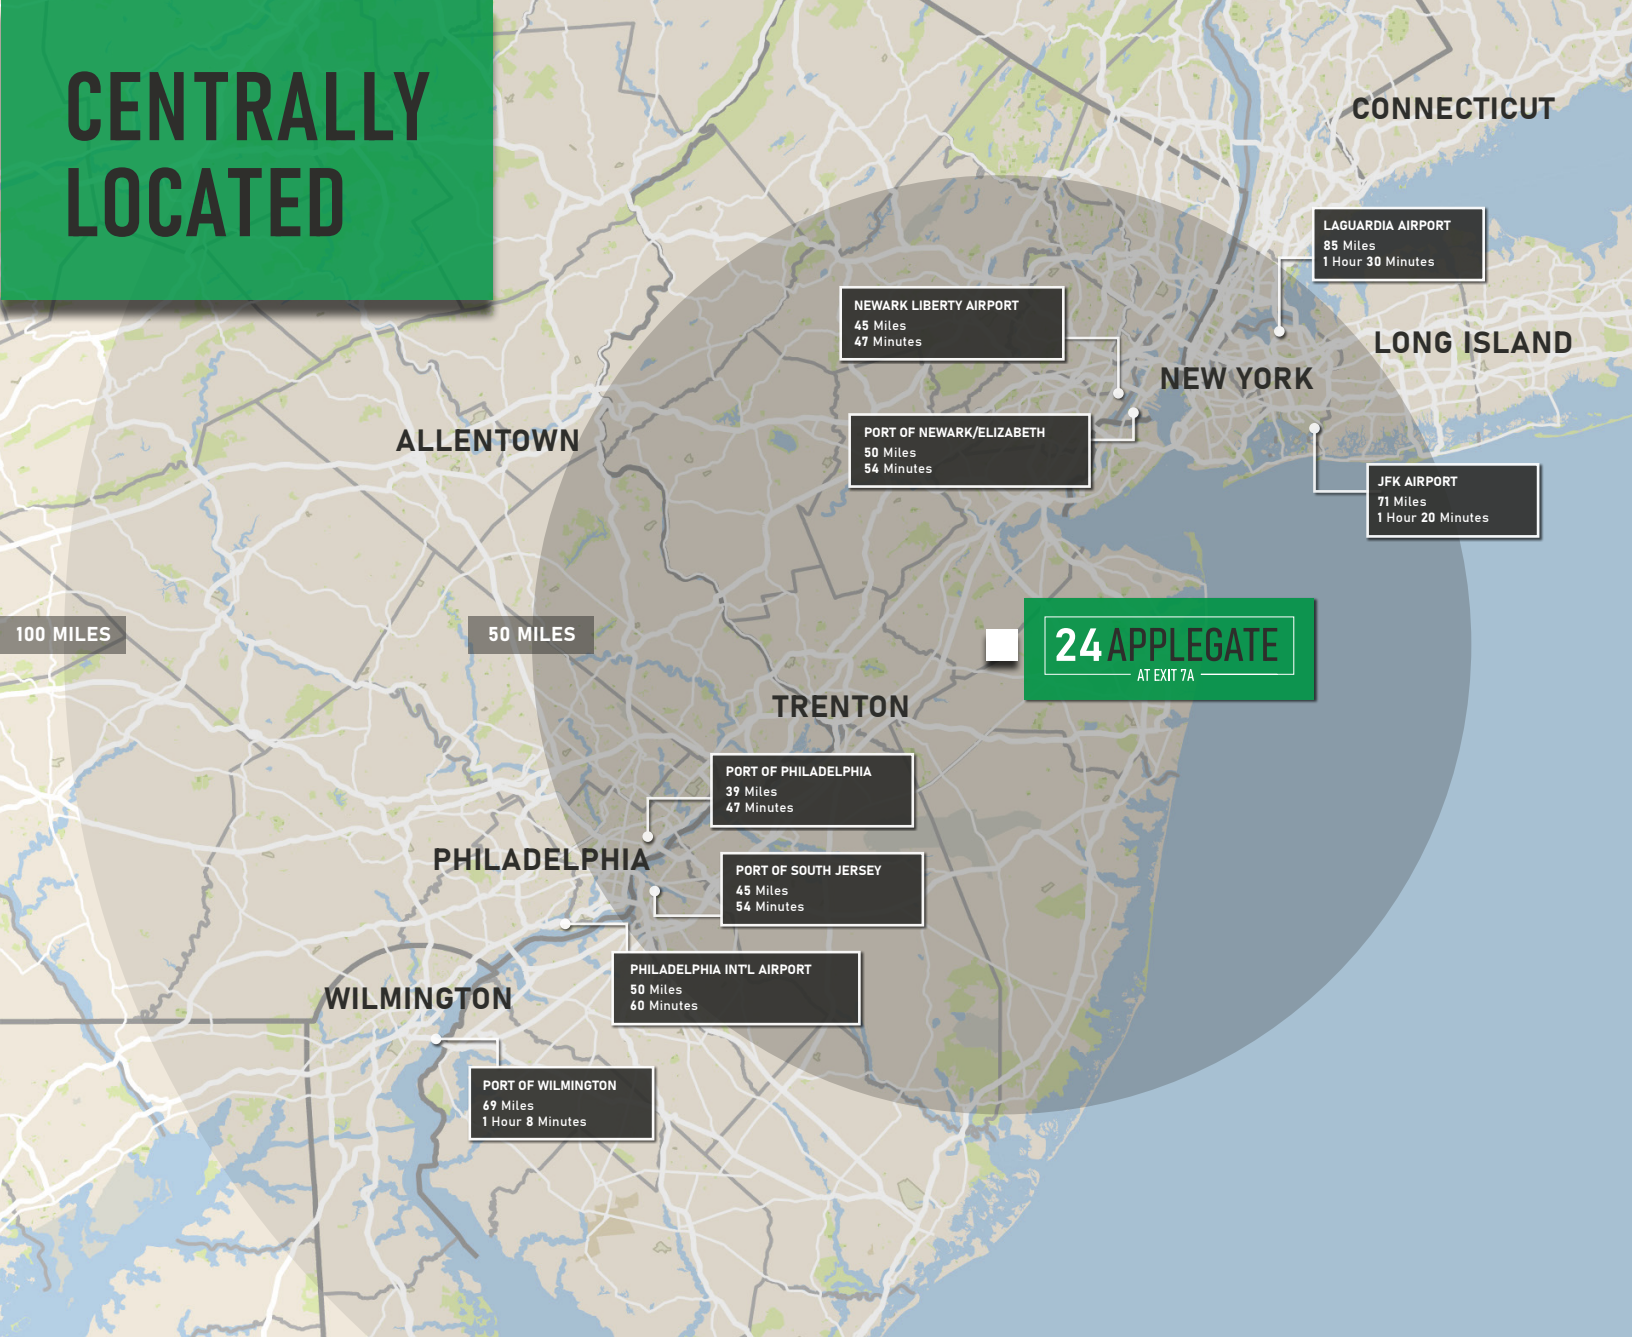 CENTRALLY
LOCATED
CONNECTICUT
LAGUARDIA AIRPORT
85 Miles
1 Hour 30 Minutes
NEWARK LIBERTY AIRPORT
45 Miles
47 Minutes
LONG ISLAND
NEW YORK
ALLENTOWN
PORT OF NEWARK/ELIZABETH
50 Miles
54 Minutes
JFK AIRPORT
71 Miles
1 Hour 20 Minutes
100 MILES
50 MILES
24 APPLEGATE
AT EXIT 7A
TRENTON
PORT OF PHILADELPHIA
39 Miles
47 Minutes
PHILADELPHIA
PORT OF SOUTH JERSEY
45 Miles
54 Minutes
PHILADELPHIA INT'L AIRPORT
50 Miles
60 Minutes
WILMINGTON
PORT OF WILMINGTON
69 Miles
1 Hour 8 Minutes